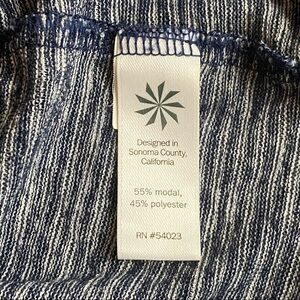 Designed in
Sonoma County,
California
55% modal,
45% polyester
RN #54023